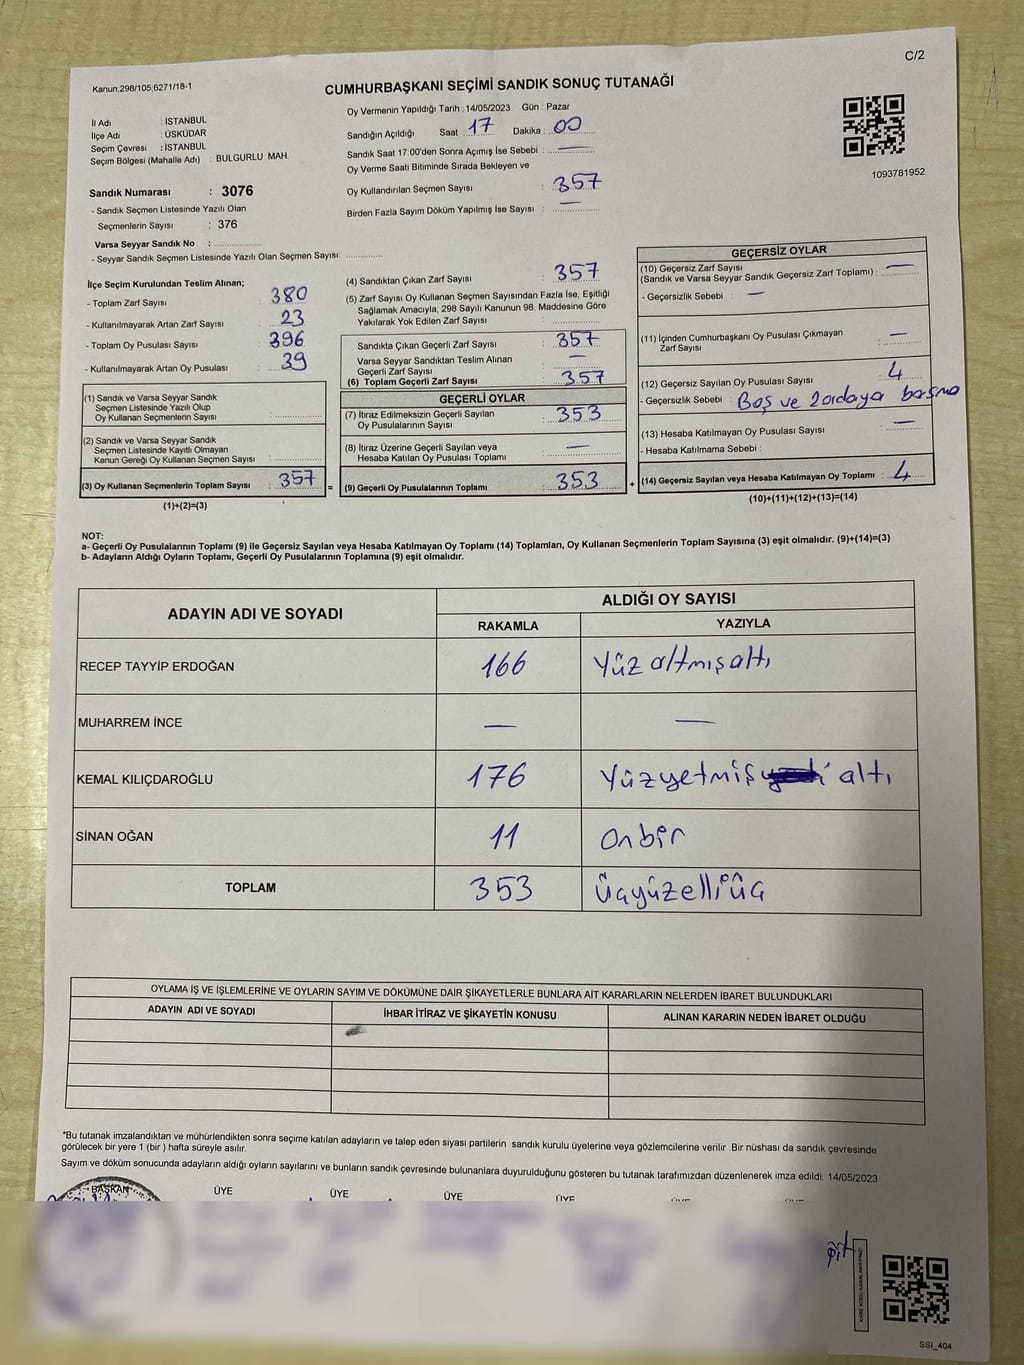 C/2
Kanun;298/105;6271/18-1
CUMHURBAŞKANI SEÇİMİ SANDIK SONUÇ TUTANAĞI
İl Adı : İSTANBUL
İlçe Adı : ÜSKÜDAR
Seçim Çevresi : İSTANBUL
Seçim Bölgesi (Mahalle Adı) : BULGURLU MAH.
Oy Vermenin Yapıldığı Tarih : 14/05/2023 Gün : Pazar
Sandığın Açıldığı Saat : 17 Dakika : 00
Sandık Saat 17:00'den Sonra Açımış İse Sebebi : —
Oy Verme Saati Bitiminde Sırada Bekleyen ve
Oy Kullandırılan Seçmen Sayısı : 357
Birden Fazla Sayım Döküm Yapılmış İse Sayısı : —
1093781952
Sandık Numarası : 3076
- Sandık Seçmen Listesinde Yazılı Olan
Seçmenlerin Sayısı : 376
Varsa Seyyar Sandık No :
- Seyyar Sandık Seçmen Listesinde Yazılı Olan Seçmen Sayısı:
İlçe Seçim Kurulundan Teslim Alınan;
- Toplam Zarf Sayısı : 380
- Kullanılmayarak Artan Zarf Sayısı : 23
- Toplam Oy Pusulası Sayısı : 396
- Kullanılmayarak Artan Oy Pusulası : 39
(1) Sandık ve Varsa Seyyar Sandık
Seçmen Listesinde Yazılı Olup
Oy Kullanan Seçmenlerin Sayısı :
(2) Sandık ve Varsa Seyyar Sandık
Seçmen Listesinde Kayıtlı Olmayan
Kanun Gereği Oy Kullanan Seçmen Sayısı :
(3) Oy Kullanan Seçmenlerin Toplam Sayısı : 357 =
(1)+(2)=(3)
(4) Sandıktan Çıkan Zarf Sayısı : 357
(5) Zarf Sayısı Oy Kullanan Seçmen Sayısından Fazla İse, Eşitliği
Sağlamak Amacıyla, 298 Sayılı Kanunun 98. Maddesine Göre
Yakılarak Yok Edilen Zarf Sayısı :
Sandıkta Çıkan Geçerli Zarf Sayısı : 357
Varsa Seyyar Sandıktan Teslim Alınan
Geçerli Zarf Sayısı : —
(6) Toplam Geçerli Zarf Sayısı : 357
GEÇERLİ OYLAR
(7) İtiraz Edilmeksizin Geçerli Sayılan
Oy Pusulalarının Sayısı : 353
(8) İtiraz Üzerine Geçerli Sayılan veya
Hesaba Katılan Oy Pusulası Toplamı : —
(9) Geçerli Oy Pusulalarının Toplamı : 353 +
GEÇERSİZ OYLAR
(10) Geçersiz Zarf Sayısı
(Sandık ve Varsa Seyyar Sandık Geçersiz Zarf Toplamı) : —
- Geçersizlik Sebebi : —
(11) İçinden Cumhurbaşkanı Oy Pusulası Çıkmayan
Zarf Sayısı : —
(12) Geçersiz Sayılan Oy Pusulası Sayısı : 4
- Geçersizlik Sebebi : Boş ve 2ordaya basma
(13) Hesaba Katılmayan Oy Pusulası Sayısı : —
- Hesaba Katılmama Sebebi :
(14) Geçersiz Sayılan veya Hesaba Katılmayan Oy Toplamı : 4
(10)+(11)+(12)+(13)=(14)
NOT:
a- Geçerli Oy Pusulalarının Toplamı (9) ile Geçersiz Sayılan veya Hesaba Katılmayan Oy Toplamı (14) Toplamları, Oy Kullanan Seçmenlerin Toplam Sayısına (3) eşit olmalıdır. (9)+(14)=(3)
b- Adayların Aldığı Oyların Toplamı, Geçerli Oy Pusulalarının Toplamına (9) eşit olmalıdır.
ADAYIN ADI VE SOYADI ALDIĞI OY SAYISI
RAKAMLA YAZIYLA
RECEP TAYYİP ERDOĞAN 166 Yüz altmışaltı
MUHARREM İNCE — —
KEMAL KILIÇDAROĞLU 176 Yüzyetmiş altı
SİNAN OĞAN 11 Onbir
TOPLAM 353 Üçyüzelliüç
OYLAMA İŞ VE İŞLEMLERİNE VE OYLARIN SAYIM VE DÖKÜMÜNE DAİR ŞİKAYETLERLE BUNLARA AİT KARARLARIN NELERDEN İBARET BULUNDUKLARI
ADAYIN ADI VE SOYADI İHBAR İTİRAZ VE ŞİKAYETİN KONUSU ALINAN KARARIN NEDEN İBARET OLDUĞU
*Bu tutanak imzalandıktan ve mühürlendikten sonra seçime katılan adayların ve talep eden siyasi partilerin sandık kurulu üyelerine veya gözlemcilerine verilir. Bir nüshası da sandık çevresinde
görülecek bir yere 1 (bir ) hafta süreyle asılır.
Sayım ve döküm sonucunda adayların aldığı oyların sayılarını ve bunların sandık çevresinde bulunanlara duyurulduğunu gösteren bu tutanak tarafımızdan düzenlenerek imza edildi. 14/05/2023
BAŞKAN ÜYE ÜYE ÜYE ÜYE
SSI_404